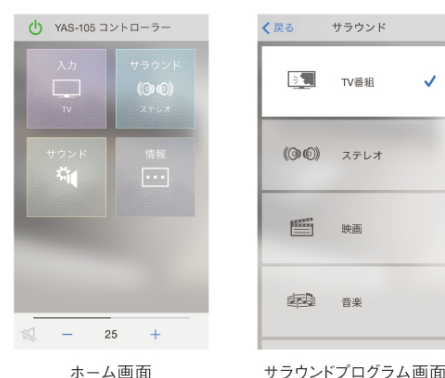 YAS-105 コントローラー
入力
TV
サラウンド
ステレオ
サウンド
情報
25
ホーム画面
戻る
サラウンド
TV番組
ステレオ
映画
音楽
サラウンドプログラム画面